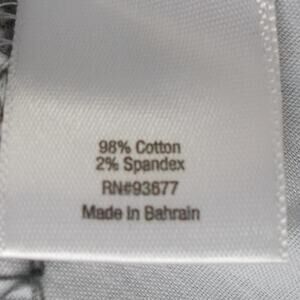 98% Cotton
2% Spandex
RN#93677
Made In Bahrain